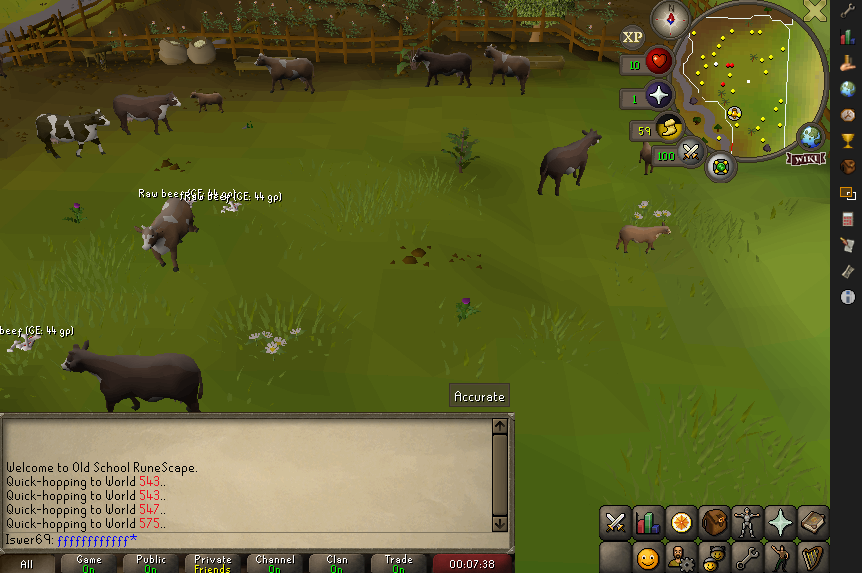 XP
10
1
59
100
WIKI
Raw beef (GE: 44 gp)
Raw beef (GE: 44 gp)
beef (GE: 44 gp)
Accurate
Welcome to Old School RuneScape.
Quick-hopping to World 543..
Quick-hopping to World 543..
Quick-hopping to World 547..
Quick-hopping to World 575..
Iswer69: ffffffffffff*
All
Game
On
Public
On
Private
Friends
Channel
On
Clan
On
Trade
On
00:07:38